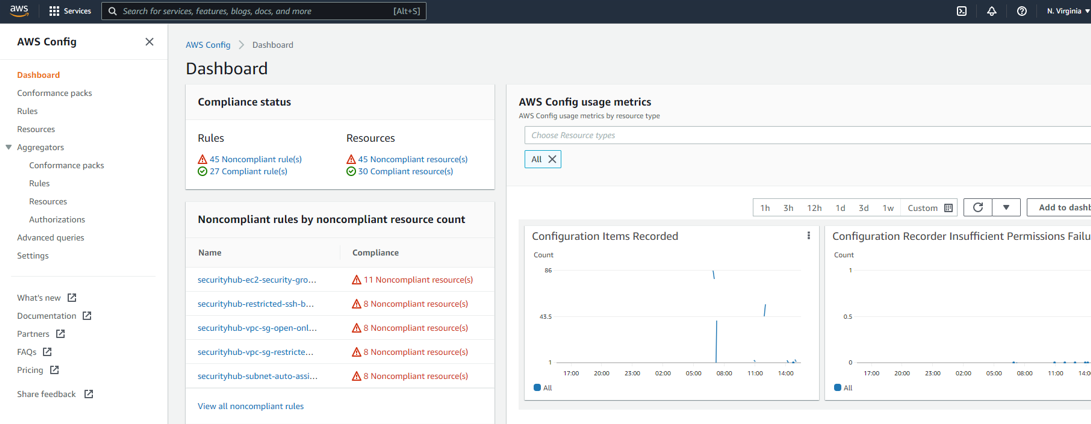 aws
Services
Search for services, features, blogs, docs, and more
[Alt+S]
N. Virginia
AWS Config
Dashboard
Conformance packs
Rules
Resources
Aggregators
Conformance packs
Rules
Resources
Authorizations
Advanced queries
Settings
What's new
Documentation
Partners
FAQs
Pricing
Share feedback
AWS Config > Dashboard
Dashboard
Compliance status
Rules
45 Noncompliant rule(s)
27 Compliant rule(s)
Resources
45 Noncompliant resource(s)
30 Compliant resource(s)
Noncompliant rules by noncompliant resource count
Name Compliance
securityhub-ec2-security-gro... 11 Noncompliant resource(s)
securityhub-restricted-ssh-b... 8 Noncompliant resource(s)
securityhub-vpc-sg-open-onl... 8 Noncompliant resource(s)
securityhub-vpc-sg-restricte... 8 Noncompliant resource(s)
securityhub-subnet-auto-assi... 8 Noncompliant resource(s)
View all noncompliant rules
AWS Config usage metrics
AWS Config usage metrics by resource type
Choose Resource types
All
1h 3h 12h 1d 3d 1w Custom
Add to dashb
Configuration Items Recorded
Count
86
43.5
1
17:00 20:00 23:00 02:00 05:00 08:00 11:00 14:00
All
Configuration Recorder Insufficient Permissions Failu
Count
1
0.5
0
17:00 20:00 23:00 02:00 05:00 08:00 11:00 14:0
All